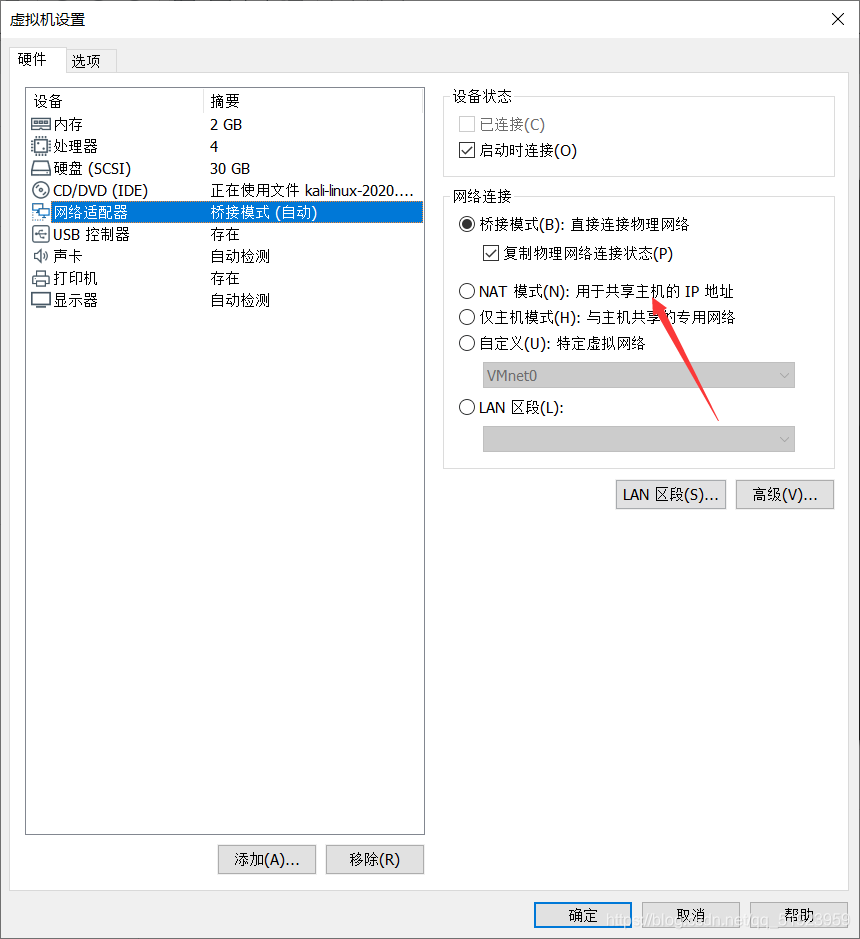 虚拟机设置
硬件 选项
设备 摘要
内存 2 GB
处理器 4
硬盘 (SCSI) 30 GB
CD/DVD (IDE) 正在使用文件 kali-linux-2020....
网络适配器 桥接模式 (自动)
USB 控制器 存在
声卡 自动检测
打印机 存在
显示器 自动检测
添加(A)... 移除(R)
设备状态
已连接(C)
启动时连接(O)
网络连接
桥接模式(B): 直接连接物理网络
复制物理网络连接状态(P)
NAT 模式(N): 用于共享主机的 IP 地址
仅主机模式(H): 与主机共享的专用网络
自定义(U): 特定虚拟网络
VMnet0
LAN 区段(L):
LAN 区段(S)... 高级(V)...
确定 取消 帮助